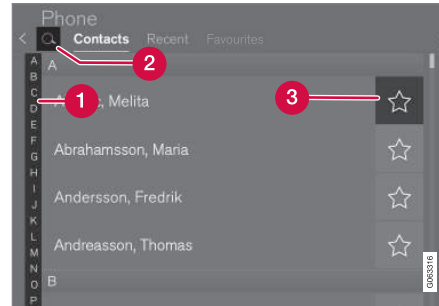 Phone
< Contacts Recent Favourites
2
A
B
C
D
E
F
G
H
I
J
K
L
M
N
O
P
A
1
, Melita
3
Abrahamsson, Maria
Andersson, Fredrik
Andreasson, Thomas
B
G063316